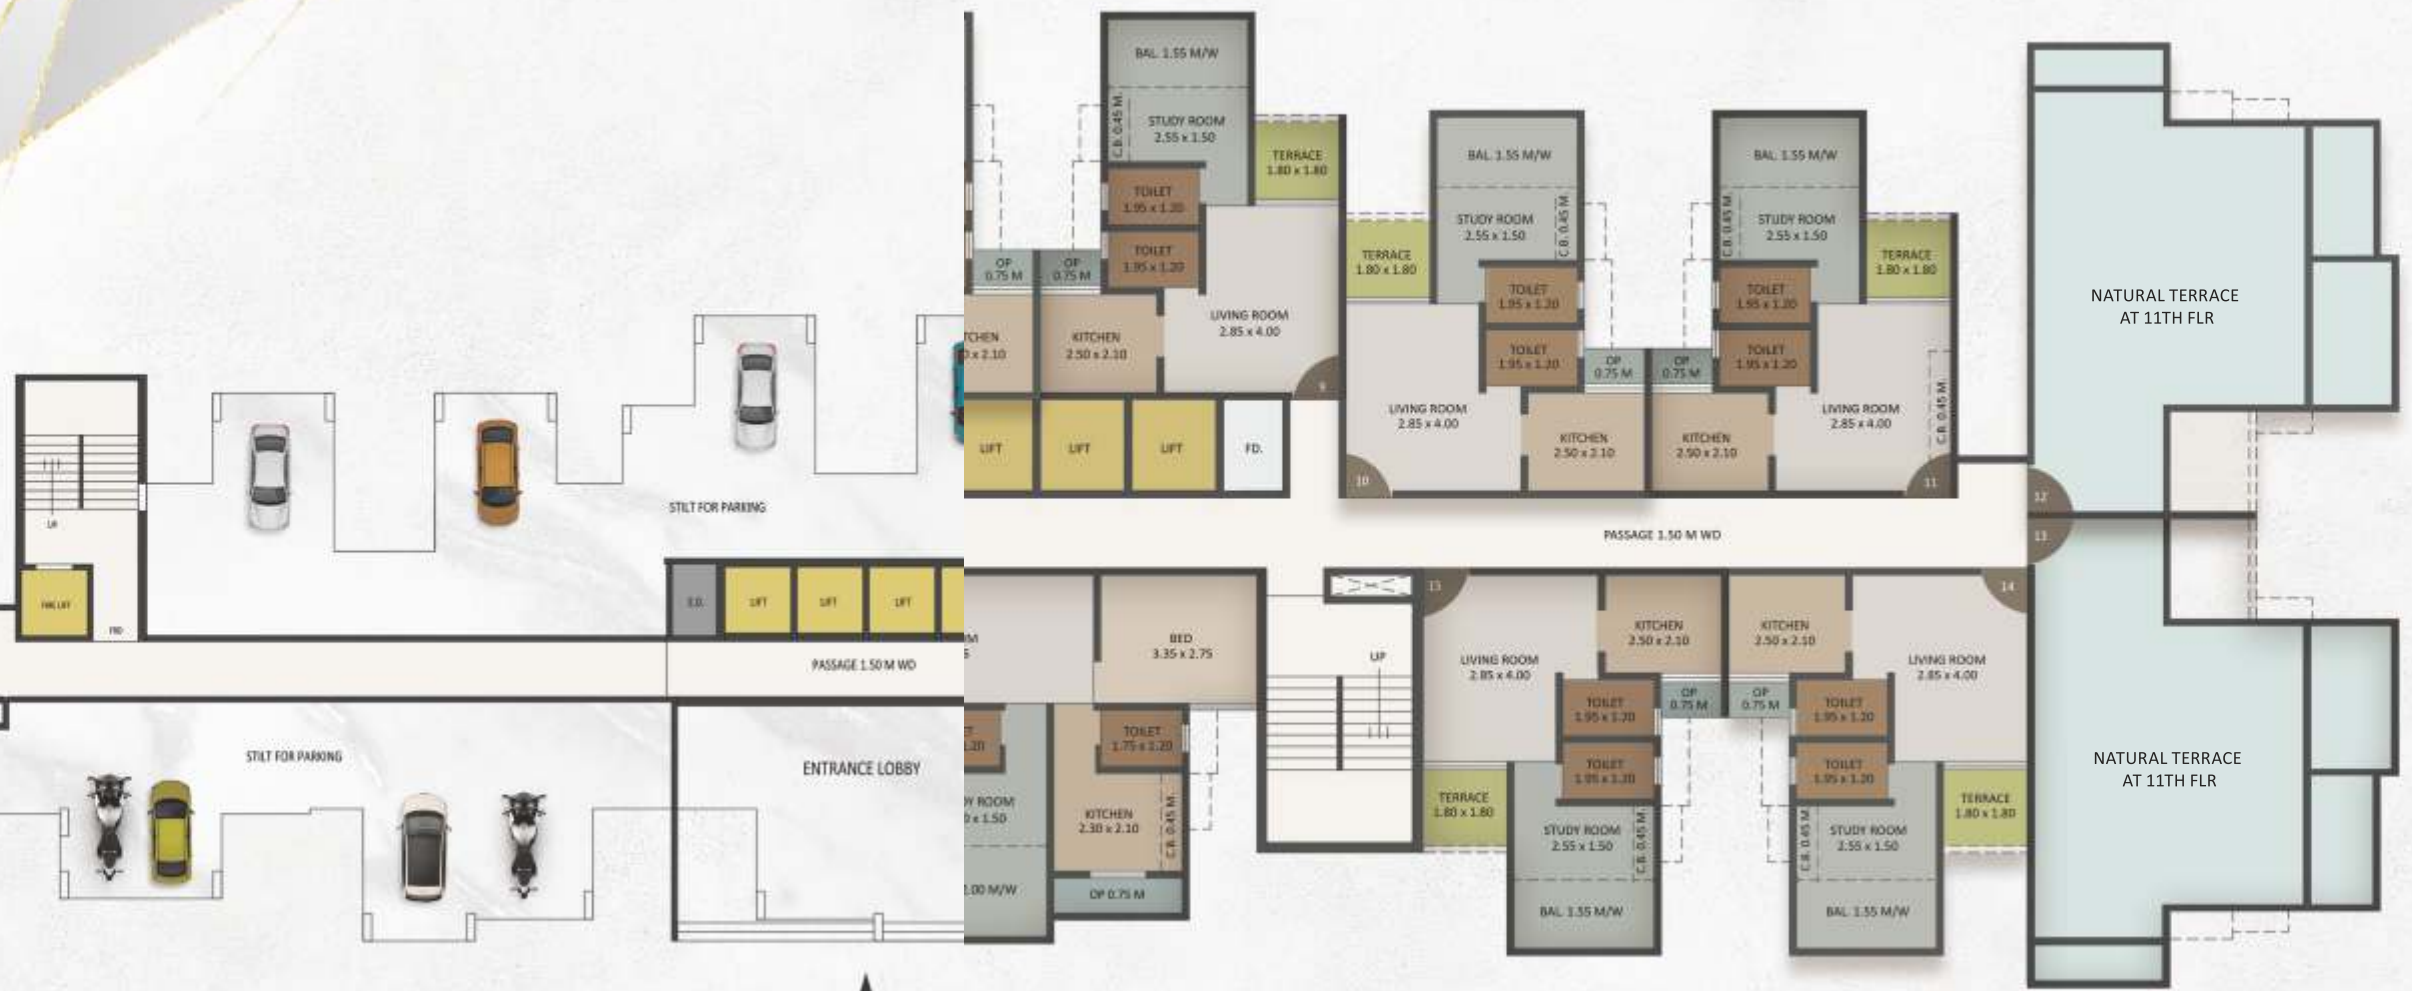 UP
FIRE LIFT
FRD
STILT FOR PARKING
LIFT
LIFT
LIFT
PASSAGE 1.50 M WD
STILT FOR PARKING
ENTRANCE LOBBY
BAL. 1.55 M/W
C.B. 0.45 M.
STUDY ROOM
2.55 x 1.50
TERRACE
1.80 x 1.80
TOILET
1.95 x 1.20
TOILET
1.95 x 1.20
OP
0.75 M
OP
0.75 M
KITCHEN
2.50 x 2.10
LIVING ROOM
2.85 x 4.00
9
LIFT
LIFT
LIFT
FD.
BAL. 1.55 M/W
STUDY ROOM
2.55 x 1.50
C.B. 0.45 M.
TERRACE
1.80 x 1.80
TOILET
1.95 x 1.20
TOILET
1.95 x 1.20
OP
0.75 M
LIVING ROOM
2.85 x 4.00
KITCHEN
2.50 x 2.10
10
BAL. 1.55 M/W
C.B. 0.45 M.
STUDY ROOM
2.55 x 1.50
TERRACE
1.80 x 1.80
TOILET
1.95 x 1.20
TOILET
1.95 x 1.20
OP
0.75 M
KITCHEN
2.50 x 2.10
LIVING ROOM
2.85 x 4.00
C.B. 0.45 M.
11
NATURAL TERRACE
AT 11TH FLR
12
PASSAGE 1.50 M WD
13
BED
3.35 x 2.75
TOILET
1.75 x 1.20
KITCHEN
2.30 x 2.10
C.B. 0.45 M.
OP 0.75 M
UP
15
LIVING ROOM
2.85 x 4.00
KITCHEN
2.50 x 2.10
OP
0.75 M
TOILET
1.95 x 1.20
TOILET
1.95 x 1.20
TERRACE
1.80 x 1.80
STUDY ROOM
2.55 x 1.50
C.B. 0.45 M.
BAL. 1.55 M/W
14
KITCHEN
2.50 x 2.10
LIVING ROOM
2.85 x 4.00
OP
0.75 M
TOILET
1.95 x 1.20
TOILET
1.95 x 1.20
TERRACE
1.80 x 1.80
C.B. 0.45 M.
STUDY ROOM
2.55 x 1.50
BAL. 1.55 M/W
NATURAL TERRACE
AT 11TH FLR